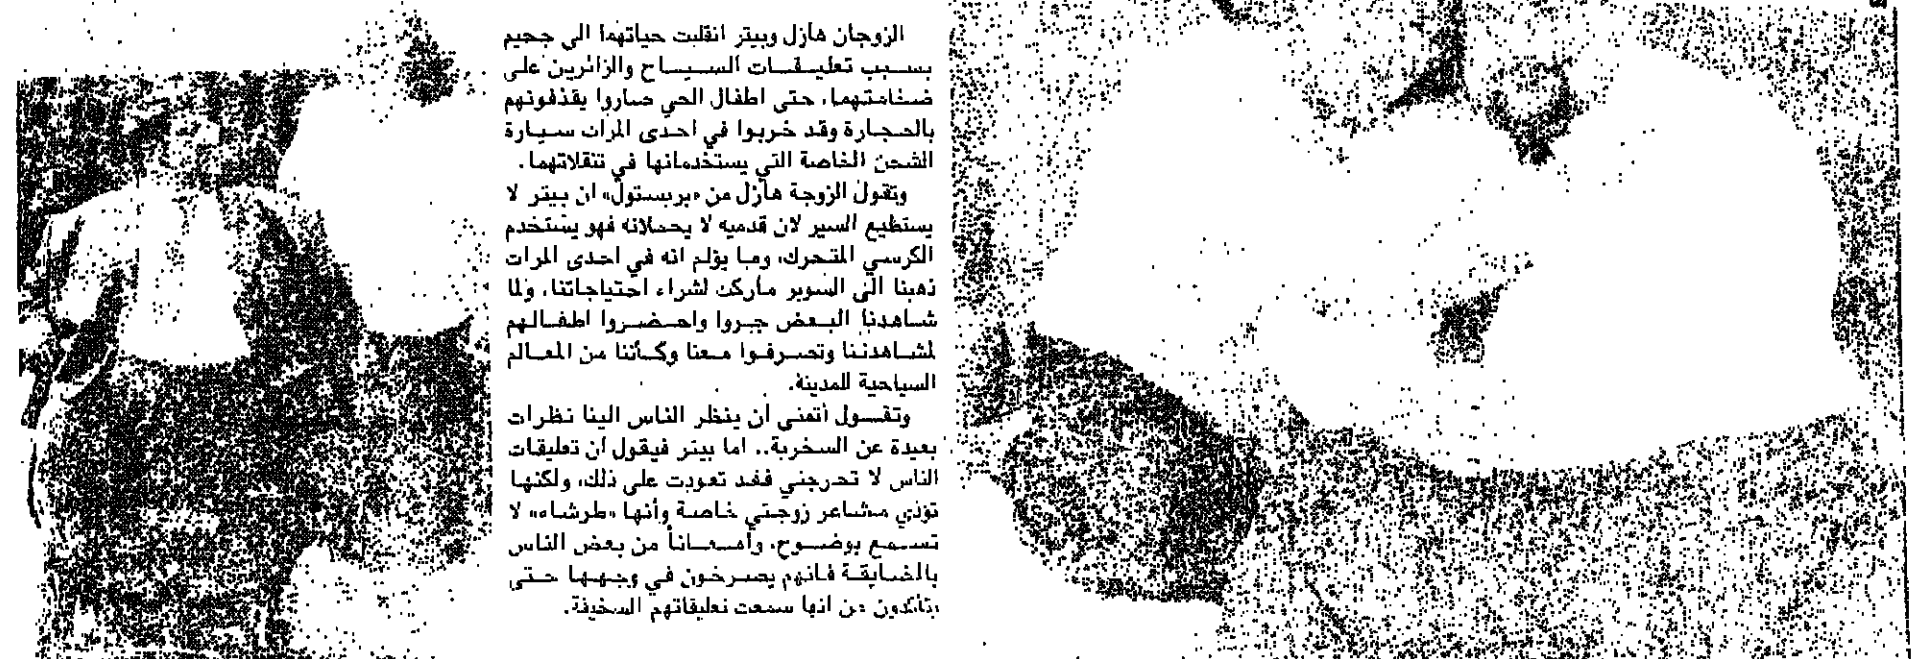 الزوجان هازل وبيتر انقلبت حياتهما الى جحيم
بسبب تعليقات السياح والزائرين على
ضخامتهما، حتى اطفال الحي صاروا يقذفونهم
بالحجارة وقد خربوا في احدى المرات سيارة
الشحن الخاصة التي يستخدمانها في تنقلاتهما.
وتقول الزوجة هازل من «بريستول» ان بيتر لا
يستطيع السير لان قدميه لا يحملانه فهو يستخدم
الكرسي المتحرك، وما يؤلم انه في احدى المرات
ذهبنا الى السوبر ماركت لشراء احتياجاتنا، ولما
شاهدنا البعض جروا واحضروا اطفالهم
لمشاهدتنا وتصرفوا معنا وكأننا من المعالم
السياحية للمدينة.
وتقول أتمنى أن ينظر الناس الينا نظرات
بعيدة عن السخرية.. اما بيتر فيقول أن تعليقات
الناس لا تحرجني فقد تعودت على ذلك، ولكنها
تؤذي مشاعر زوجتي خاصة وأنها «طرشاء» لا
تسمع بوضوح، وأمعاناً من بعض الناس
بالمضايقة فانهم يصرخون في وجهها حتى
يتأكدون من انها سمعت تعليقاتهم السخيفة.